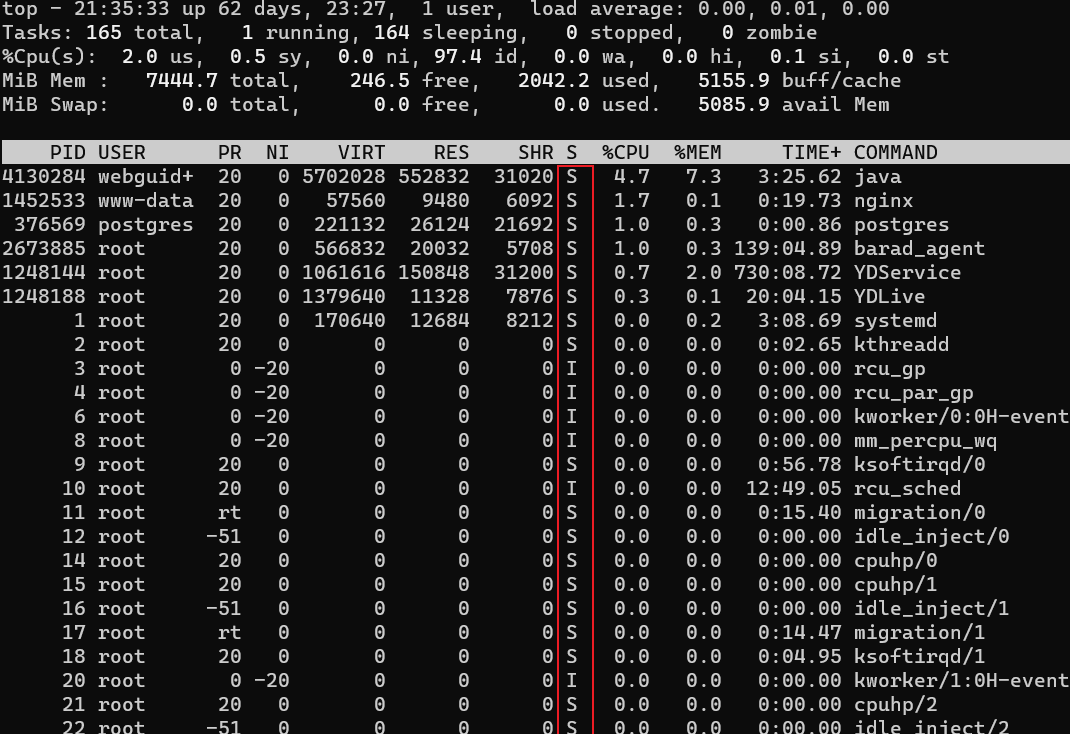 top - 21:35:33 up 62 days, 23:27,  1 user,  load average: 0.00, 0.01, 0.00
Tasks: 165 total,   1 running, 164 sleeping,   0 stopped,   0 zombie
%Cpu(s):  2.0 us,  0.5 sy,  0.0 ni, 97.4 id,  0.0 wa,  0.0 hi,  0.1 si,  0.0 st
MiB Mem :   7444.7 total,    246.5 free,   2042.2 used,   5155.9 buff/cache
MiB Swap:      0.0 total,      0.0 free,      0.0 used.   5085.9 avail Mem
    PID USER      PR  NI    VIRT    RES    SHR S  %CPU  %MEM     TIME+ COMMAND
4130284 webguid+  20   0 5702028 552832  31020 S   4.7   7.3   3:25.62 java
1452533 www-data  20   0   57560   9480   6092 S   1.7   0.1   0:19.73 nginx
 376569 postgres  20   0  221132  26124  21692 S   1.0   0.3   0:00.86 postgres
2673885 root      20   0  566832  20032   5708 S   1.0   0.3 139:04.89 barad_agent
1248144 root      20   0 1061616 150848  31200 S   0.7   2.0 730:08.72 YDService
1248188 root      20   0 1379640  11328   7876 S   0.3   0.1  20:04.15 YDLive
      1 root      20   0  170640  12684   8212 S   0.0   0.2   3:08.69 systemd
      2 root      20   0       0      0      0 S   0.0   0.0   0:02.65 kthreadd
      3 root       0 -20       0      0      0 I   0.0   0.0   0:00.00 rcu_gp
      4 root       0 -20       0      0      0 I   0.0   0.0   0:00.00 rcu_par_gp
      6 root       0 -20       0      0      0 I   0.0   0.0   0:00.00 kworker/0:0H-event
      8 root       0 -20       0      0      0 I   0.0   0.0   0:00.00 mm_percpu_wq
      9 root      20   0       0      0      0 S   0.0   0.0   0:56.78 ksoftirqd/0
     10 root      20   0       0      0      0 I   0.0   0.0  12:49.05 rcu_sched
     11 root      rt   0       0      0      0 S   0.0   0.0   0:15.40 migration/0
     12 root     -51   0       0      0      0 S   0.0   0.0   0:00.00 idle_inject/0
     14 root      20   0       0      0      0 S   0.0   0.0   0:00.00 cpuhp/0
     15 root      20   0       0      0      0 S   0.0   0.0   0:00.00 cpuhp/1
     16 root     -51   0       0      0      0 S   0.0   0.0   0:00.00 idle_inject/1
     17 root      rt   0       0      0      0 S   0.0   0.0   0:14.47 migration/1
     18 root      20   0       0      0      0 S   0.0   0.0   0:04.95 ksoftirqd/1
     20 root       0 -20       0      0      0 I   0.0   0.0   0:00.00 kworker/1:0H-event
     21 root      20   0       0      0      0 S   0.0   0.0   0:00.00 cpuhp/2
     22 root     -51   0       0      0      0 S   0.0   0.0   0:00.00 idle_inject/2